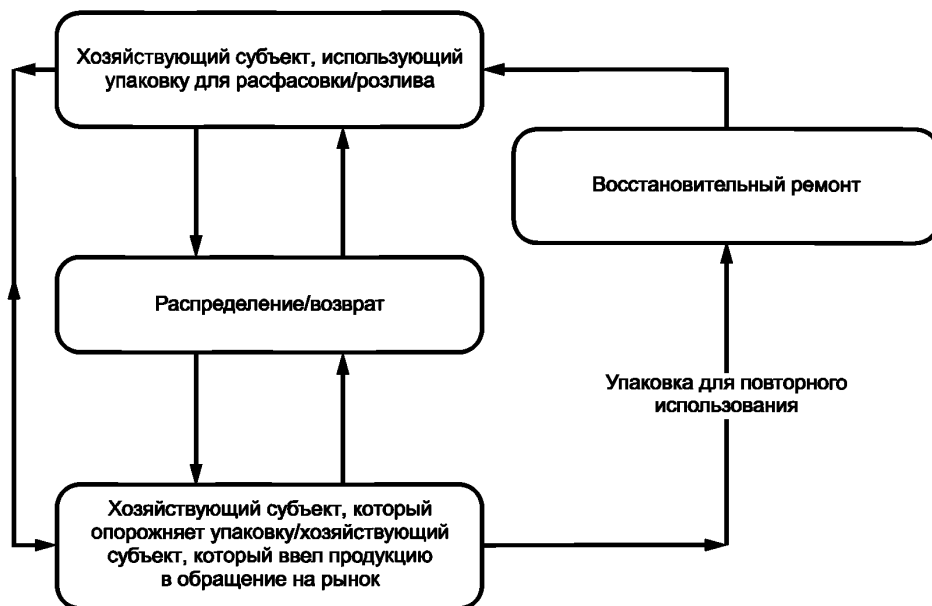 Хозяйствующий субъект, использующий
упаковку для расфасовки/розлива
Восстановительный ремонт
Распределение/возврат
Упаковка для повторного
использования
Хозяйствующий субъект, который
опорожняет упаковку/хозяйствующий
субъект, который ввел продукцию
в обращение на рынок